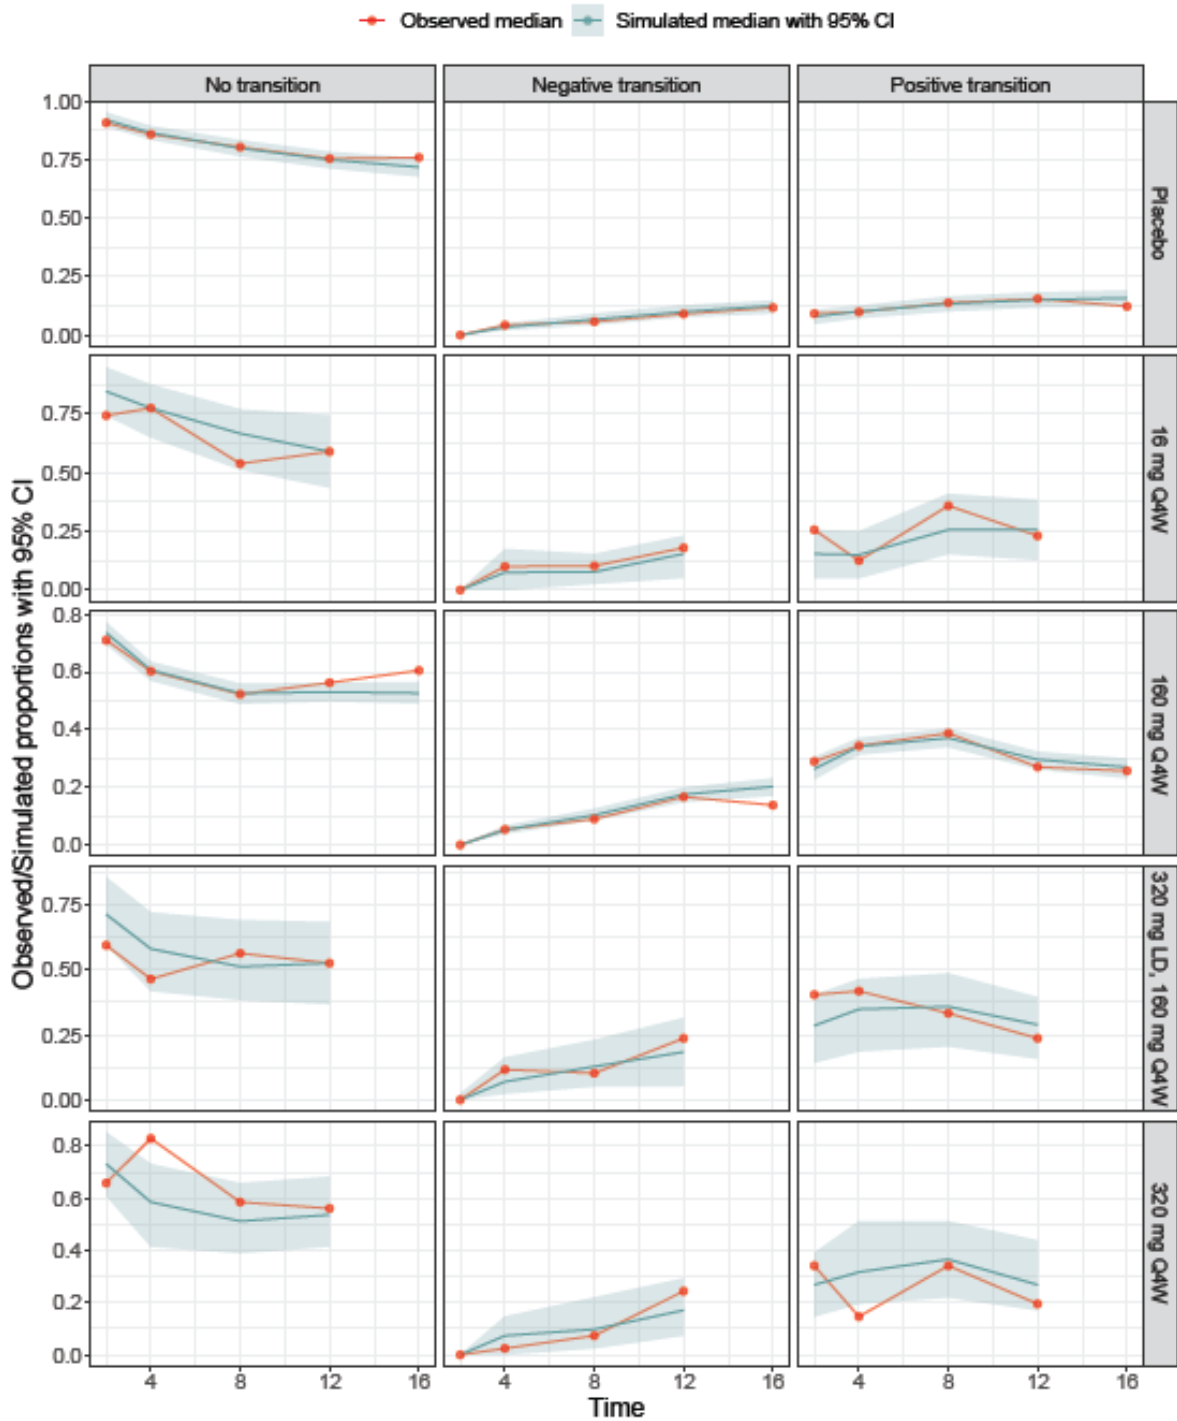 Observed median Simulated median with 95% CI
No transition Negative transition Positive transition
1.00
0.75
0.50
0.25
0.00
Placebo
0.75
0.50
0.25
0.00
16 mg Q4W
Observed/Simulated proportions with 95% CI
0.8
0.6
0.4
0.2
0.0
160 mg Q4W
0.75
0.50
0.25
0.00
320 mg LD, 160 mg Q4W
0.8
0.6
0.4
0.2
0.0
320 mg Q4W
4 8 12 16 4 8 12 16 4 8 12 16
Time